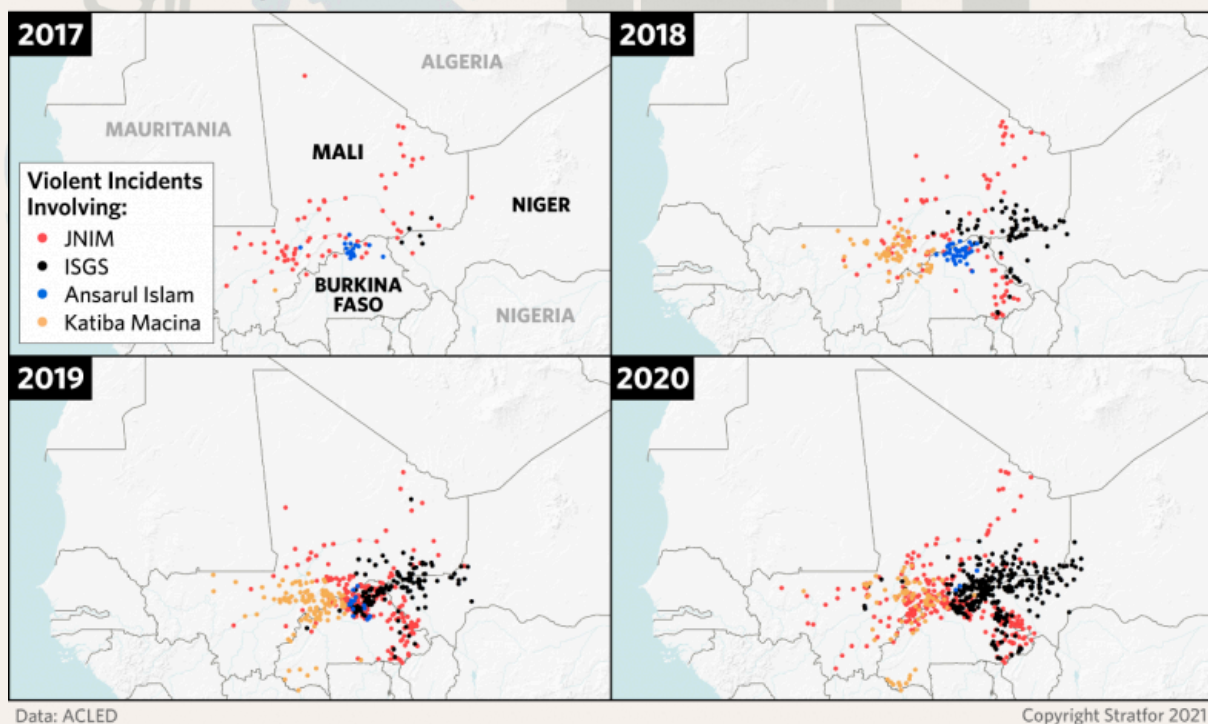 2017
2018
ALGERIA
MAURITANIA
MALI
NIGER
Violent Incidents
Involving:
JNIM
ISGS
Ansarul Islam
Katiba Macina
BURKINA
FASO
NIGERIA
2019
2020
Data: ACLED
Copyright Stratfor 2021